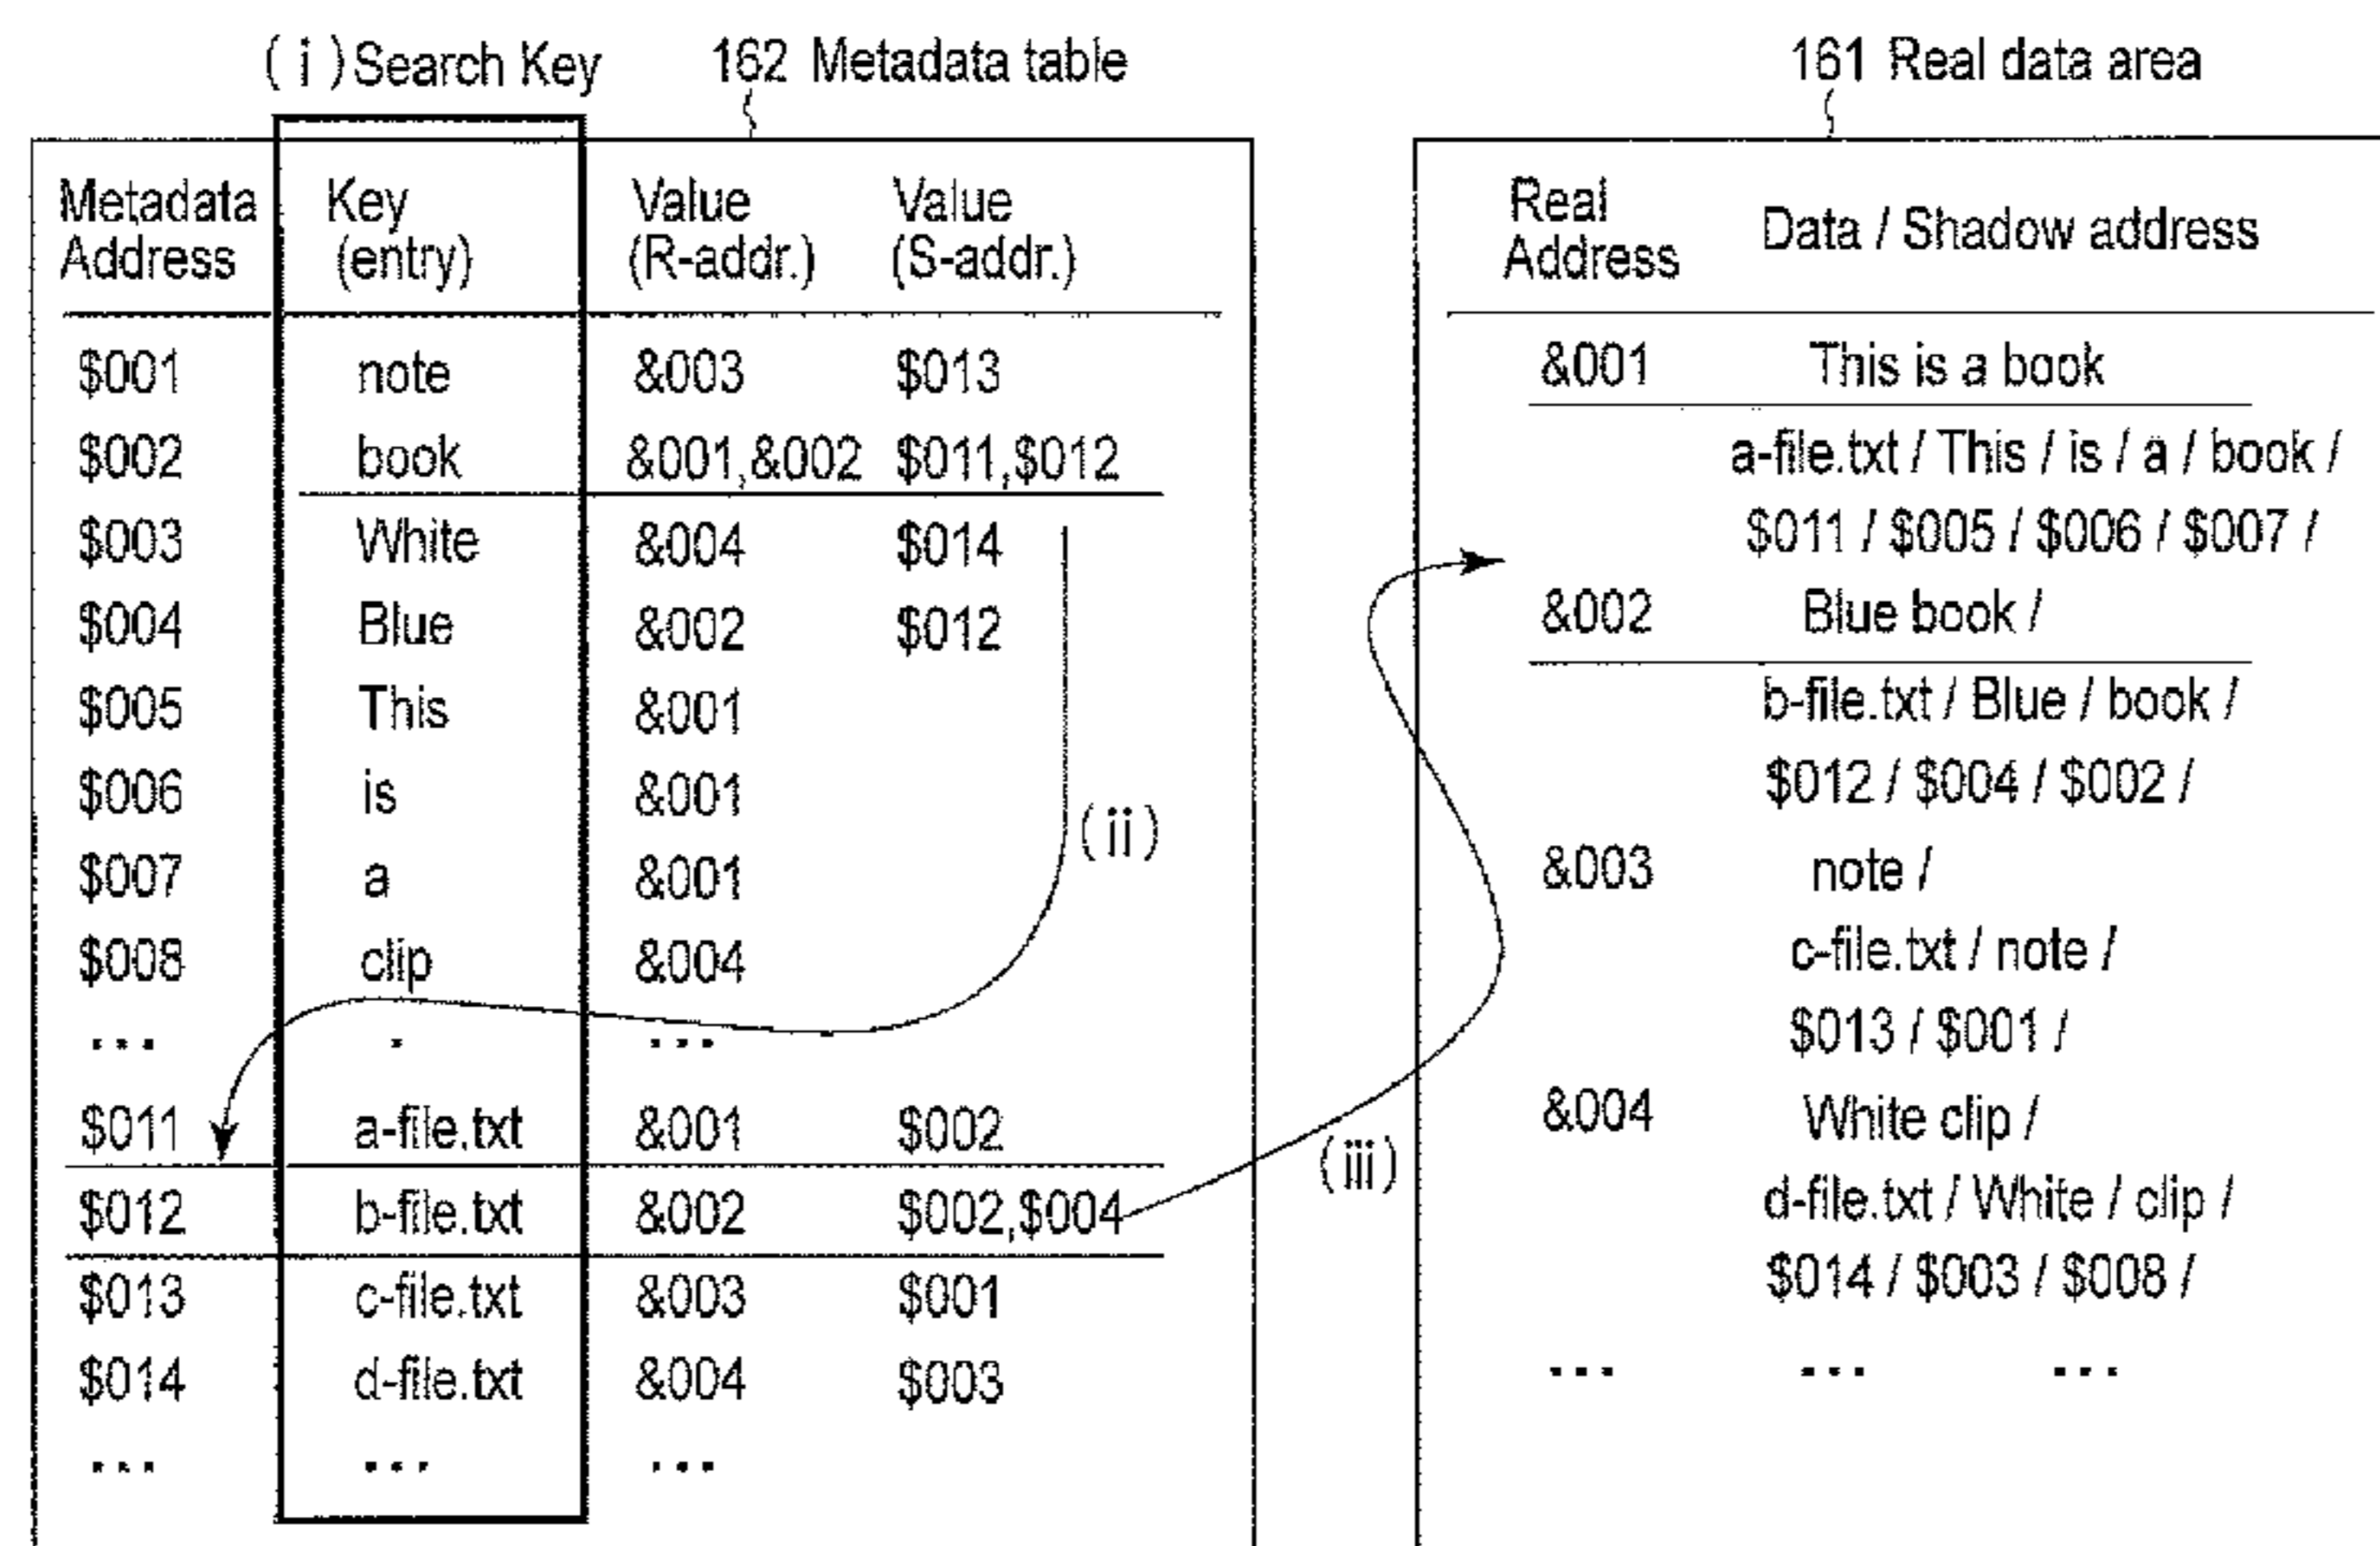 (i) Search Key
162 Metadata table
Metadata Address Key (entry) Value (R-addr.) Value (S-addr.)
$001 note &003 $013
$002 book &001,&002 $011,$012
$003 White &004 $014
$004 Blue &002 $012
$005 This &001
$006 is &001
$007 a &001
$008 clip &004
... . ...
$011 a-file.txt &001 $002
$012 b-file.txt &002 $002,$004
$013 c-file.txt &003 $001
$014 d-file.txt &004 $003
... ... ...
(ii)
(iii)
161 Real data area
Real Address Data / Shadow address
&001 This is a book
a-file.txt / This / is / a / book /
$011 / $005 / $006 / $007 /
&002 Blue book /
b-file.txt / Blue / book /
$012 / $004 / $002 /
&003 note /
c-file.txt / note /
$013 / $001 /
&004 White clip /
d-file.txt / White / clip /
$014 / $003 / $008 /
... ... ...